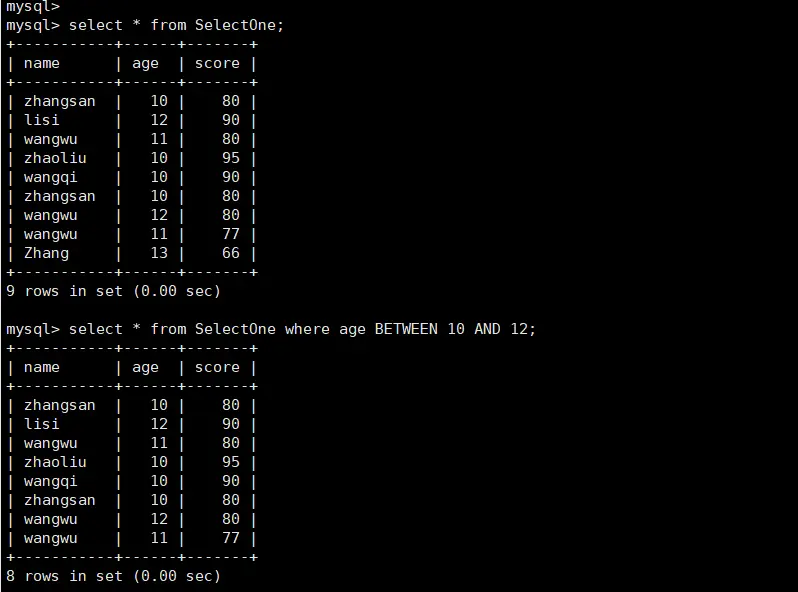 mysql>
mysql> select * from SelectOne;
+-----------+------+-------+
| name      | age  | score |
+-----------+------+-------+
| zhangsan  |   10 |    80 |
| lisi      |   12 |    90 |
| wangwu    |   11 |    80 |
| zhaoliu   |   10 |    95 |
| wangqi    |   10 |    90 |
| zhangsan  |   10 |    80 |
| wangwu    |   12 |    80 |
| wangwu    |   11 |    77 |
| Zhang     |   13 |    66 |
+-----------+------+-------+
9 rows in set (0.00 sec)

mysql> select * from SelectOne where age BETWEEN 10 AND 12;
+-----------+------+-------+
| name      | age  | score |
+-----------+------+-------+
| zhangsan  |   10 |    80 |
| lisi      |   12 |    90 |
| wangwu    |   11 |    80 |
| zhaoliu   |   10 |    95 |
| wangqi    |   10 |    90 |
| zhangsan  |   10 |    80 |
| wangwu    |   12 |    80 |
| wangwu    |   11 |    77 |
+-----------+------+-------+
8 rows in set (0.00 sec)